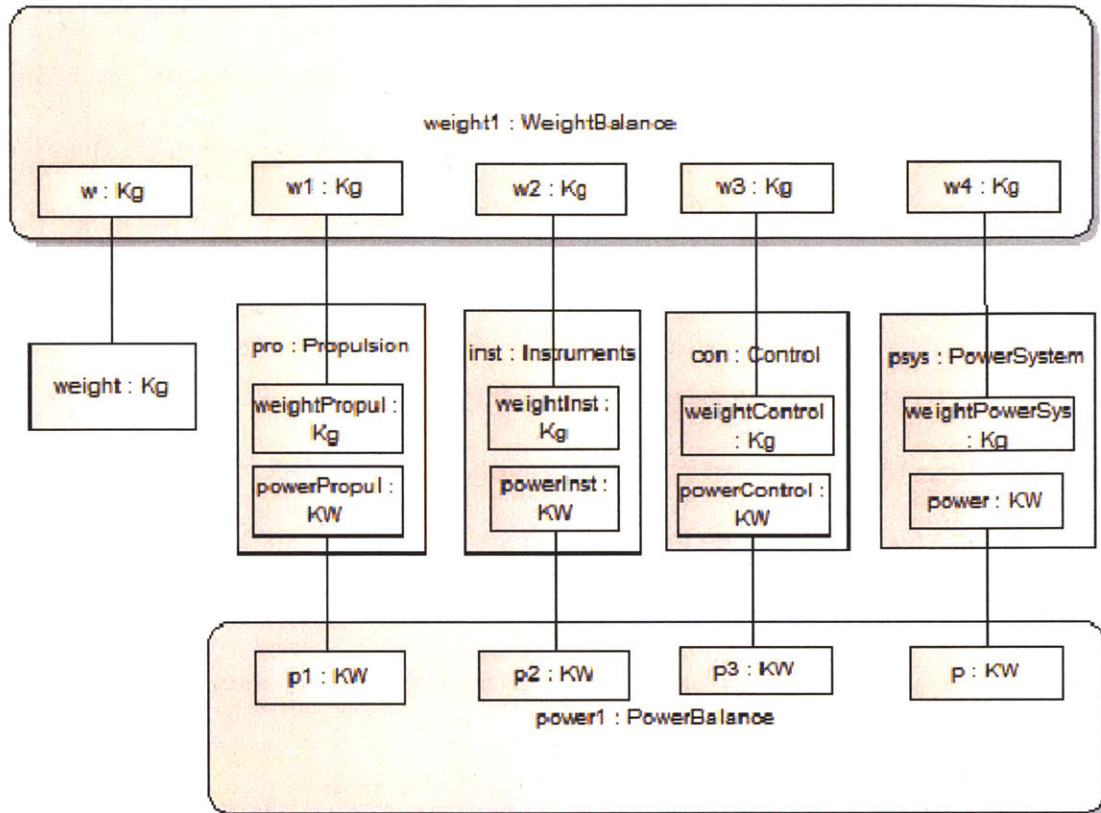 weight1 : WeightBalance
w : Kg
w1 : Kg
w2 : Kg
w3 : Kg
w4 : Kg
weight : Kg
pro : Propulsion
weightPropul :
Kg
powerPropul :
KW
inst : Instruments
weightInst :
Kg
powerInst :
KW
con : Control
weightControl
: Kg
powerControl :
KW
psys : PowerSystem
weightPowerSys
: Kg
power : KW
p1 : KW
p2 : KW
p3 : KW
p : KW
power1 : PowerBalance